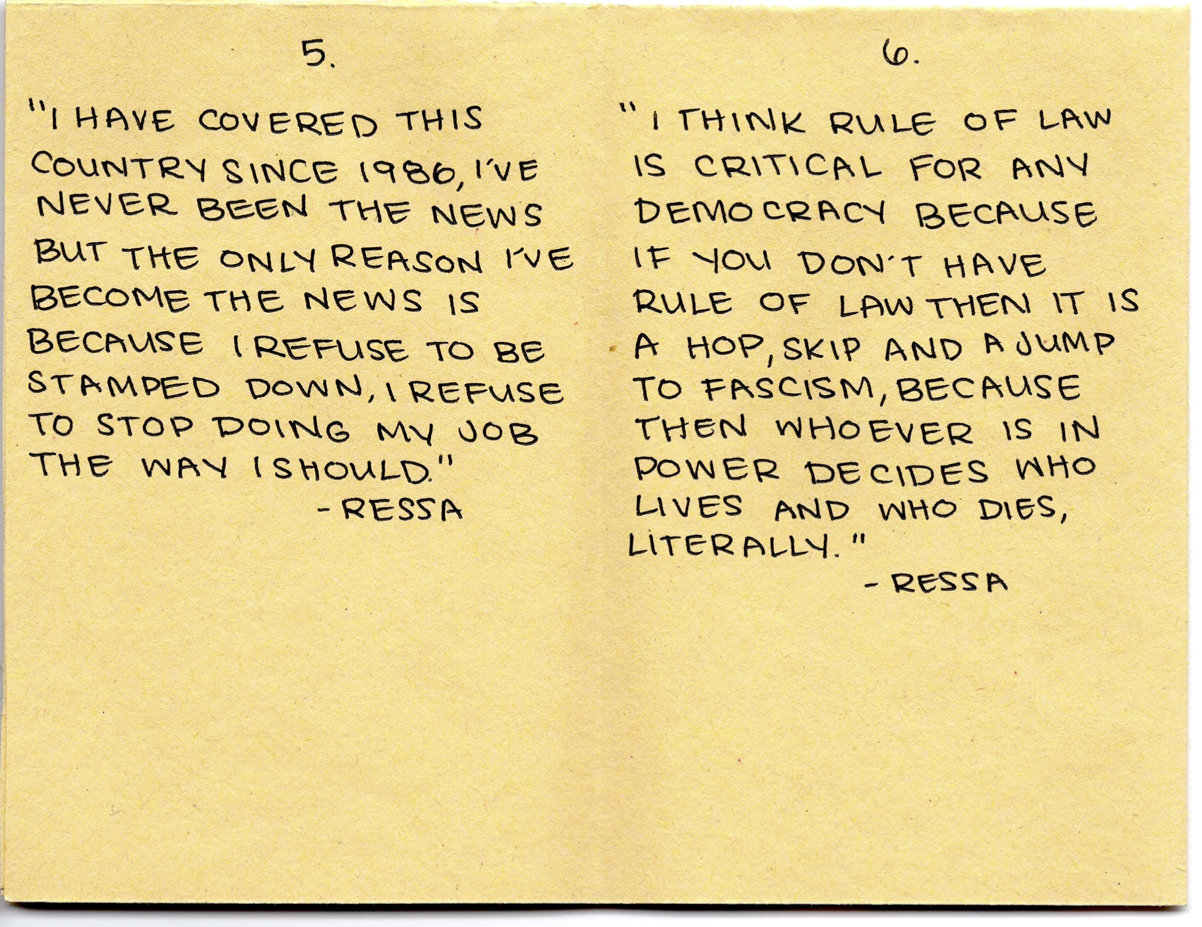 5.
"I HAVE COVERED THIS
COUNTRY SINCE 1986, I'VE
NEVER BEEN THE NEWS
BUT THE ONLY REASON I'VE
BECOME THE NEWS IS
BECAUSE I REFUSE TO BE
STAMPED DOWN, I REFUSE
TO STOP DOING MY JOB
THE WAY I SHOULD."
- RESSA
6.
"I THINK RULE OF LAW
IS CRITICAL FOR ANY
DEMOCRACY BECAUSE
IF YOU DON'T HAVE
RULE OF LAW THEN IT IS
A HOP, SKIP AND A JUMP
TO FASCISM, BECAUSE
THEN WHOEVER IS IN
POWER DECIDES WHO
LIVES AND WHO DIES,
LITERALLY."
- RESSA